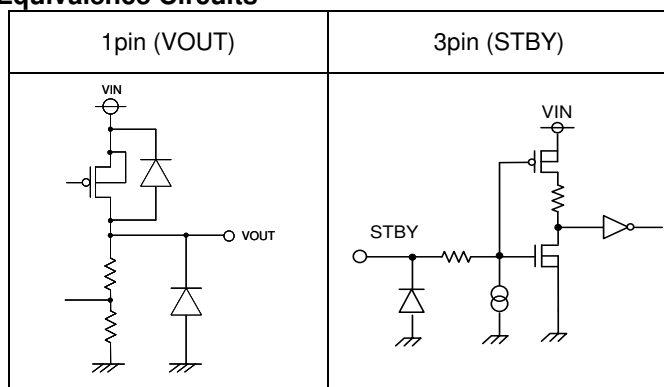 Equivalence Circuits
1pin (VOUT)
3pin (STBY)
VIN
VOUT
VIN
STBY